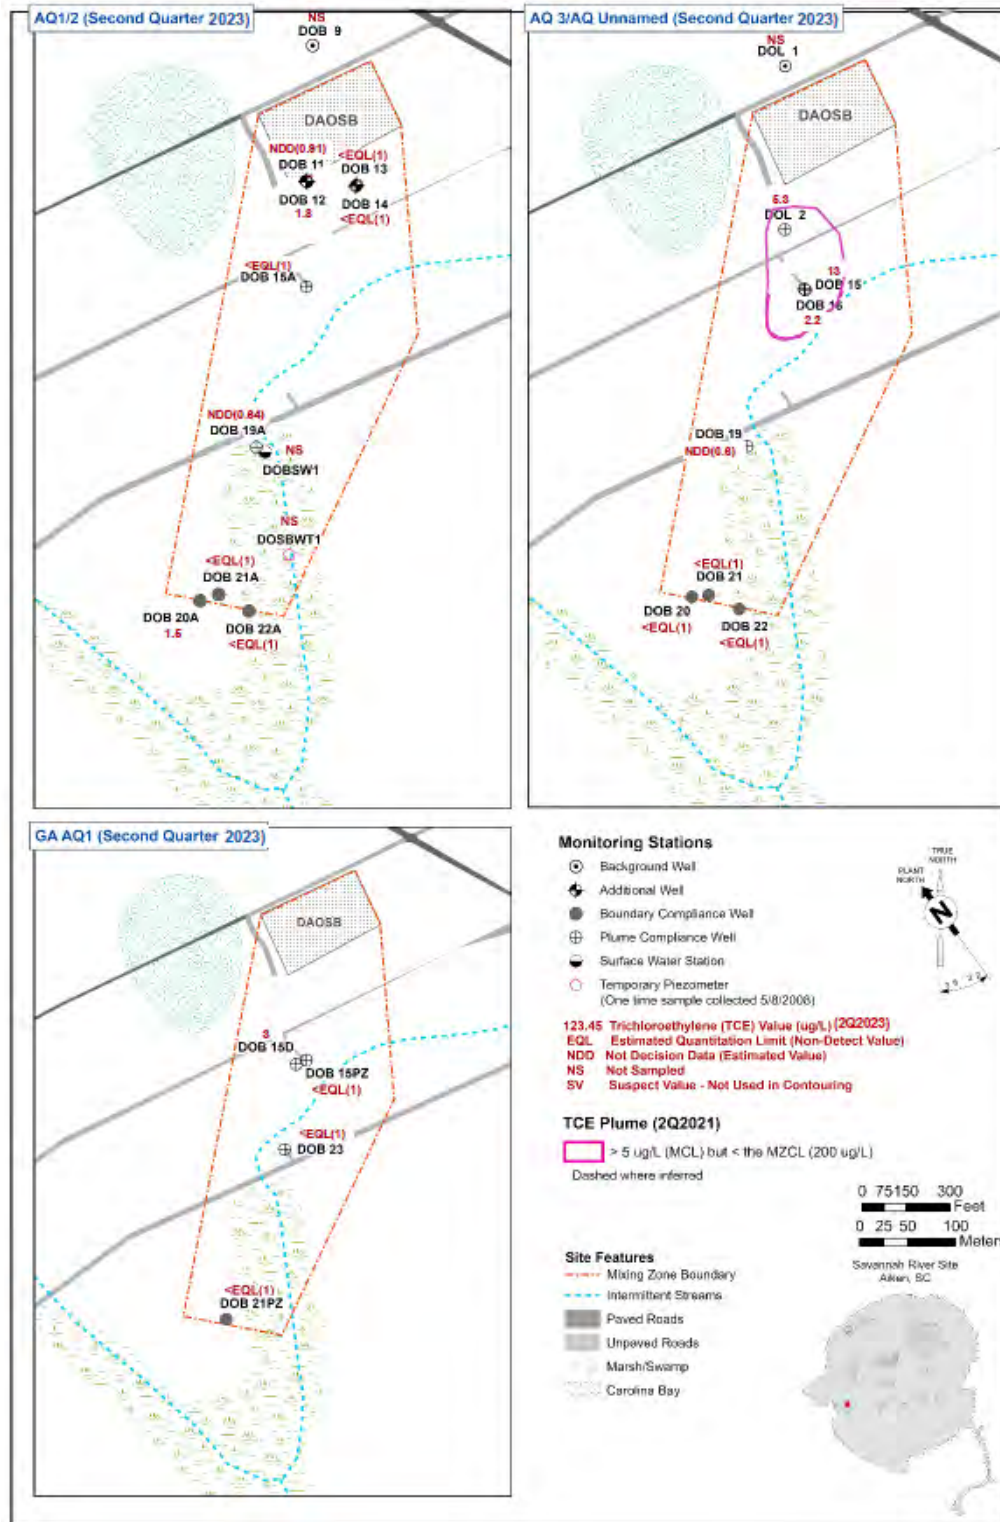 AQ1/2 (Second Quarter 2023)
NS
DOB 9
DAOSB
NDD(0.91)
DOB 11
<EQL(1)
DOB 13
DOB 12
1.8
DOB 14
<EQL(1)
<EQL(1)
DOB 15A
NDD(0.64)
DOB 19A
NS
DOBSW1
NS
DOSBWT1
<EQL(1)
DOB 21A
DOB 20A
1.5
DOB 22A
<EQL(1)
AQ 3/AQ Unnamed (Second Quarter 2023)
NS
DOL 1
DAOSB
5.3
DOL 2
13
DOB 15
DOB 16
2.2
DOB 19
NDD(0.6)
<EQL(1)
DOB 21
DOB 20
<EQL(1)
DOB 22
<EQL(1)
GA AQ1 (Second Quarter 2023)
DAOSB
3
DOB 15D
DOB 15PZ
<EQL(1)
<EQL(1)
DOB 23
<EQL(1)
DOB 21PZ
Monitoring Stations
Background Well
Additional Well
Boundary Compliance Well
Plume Compliance Well
Surface Water Station
Temporary Piezometer
(One time sample collected 5/8/2008)
TRUE
NORTH
PLANT
NORTH
N
123.45 Trichloroethylene (TCE) Value (ug/L) (2Q2023)
EQL Estimated Quantitation Limit (Non-Detect Value)
NDD Not Decision Data (Estimated Value)
NS Not Sampled
SV Suspect Value - Not Used in Contouring
TCE Plume (2Q2021)
> 5 ug/L (MCL) but < the MZCL (200 ug/L)
Dashed where inferred
0 75150 300
Feet
0 25 50 100
Meters
Savannah River Site
Aiken, SC
Site Features
Mixing Zone Boundary
Intermittent Streams
Paved Roads
Unpaved Roads
Marsh/Swamp
Carolina Bay